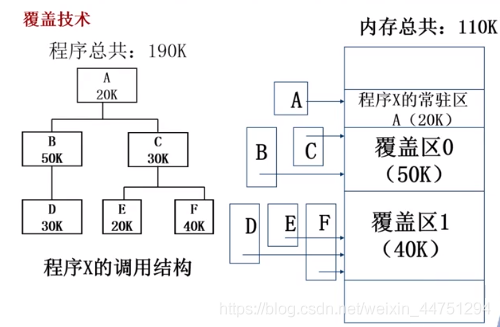 覆盖技术
程序总共：190K
A
20K
B
50K
C
30K
D
30K
E
20K
F
40K
程序X的调用结构
内存总共：110K
A
程序X的常驻区
A（20K）
B
C
覆盖区0
（50K）
D
E
F
覆盖区1
（40K）
https://blog.csdn.net/weixin_44751294